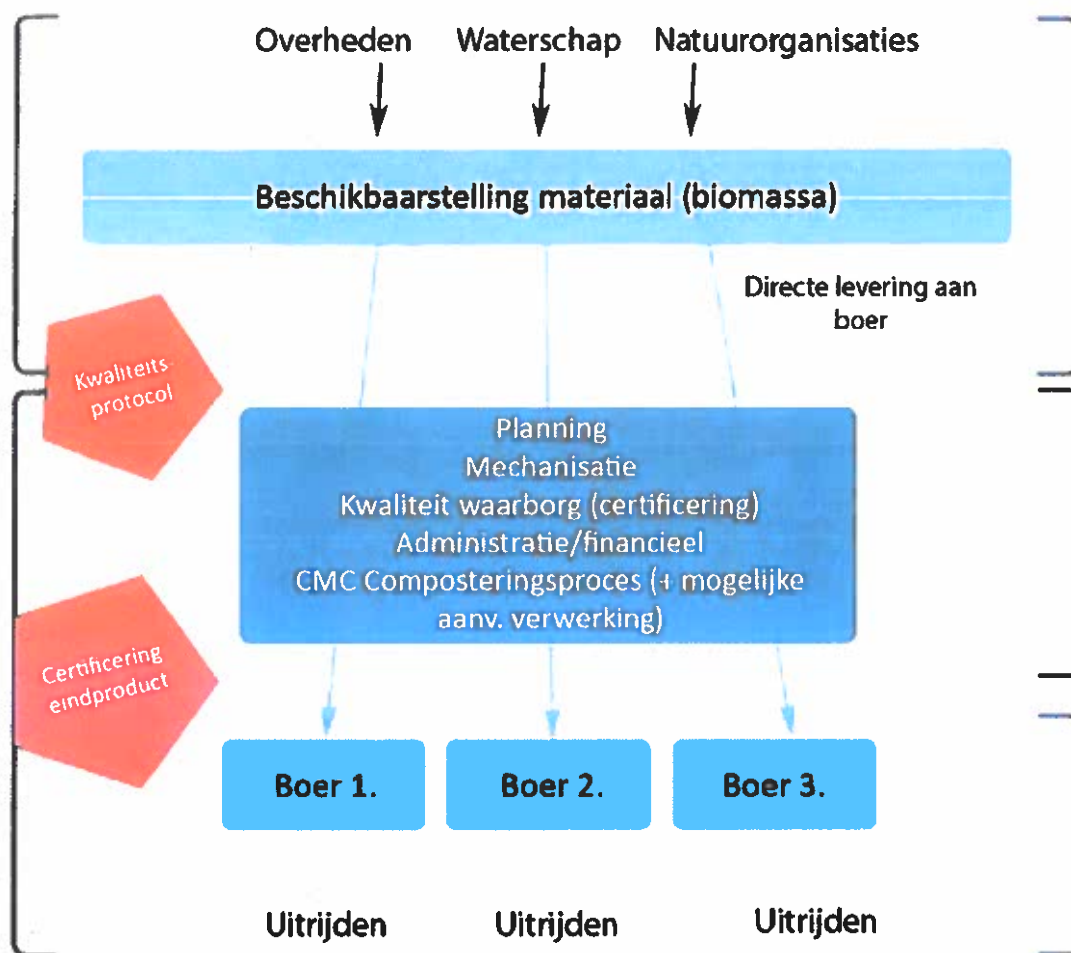 Overheden Waterschap Natuurorganisaties
Beschikbaarstelling materiaal (biomassa)
Directe levering aan
boer
Kwaliteits-
protocol
Planning
Mechanisatie
Kwaliteit waarborg (certificering)
Administratie/financieel
CMC Composteringsproces (+ mogelijke
aanv. verwerking)
Certificering
eindproduct
Boer 1. Boer 2. Boer 3.
Uitrijden Uitrijden Uitrijden